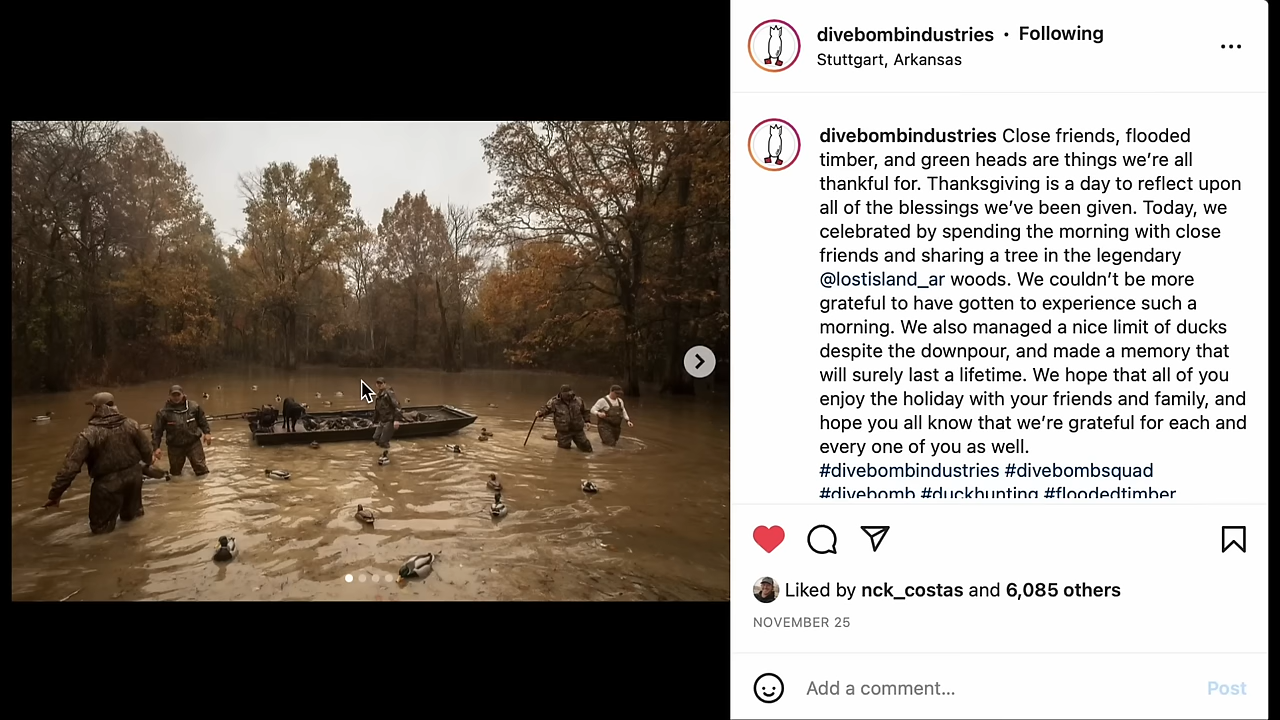 divebombindustries • Following
Stuttgart, Arkansas
divebombindustries Close friends, flooded
timber, and green heads are things we’re all
thankful for. Thanksgiving is a day to reflect upon
all of the blessings we’ve been given. Today, we
celebrated by spending the morning with close
friends and sharing a tree in the legendary
@lostisland_ar woods. We couldn’t be more
grateful to have gotten to experience such a
morning. We also managed a nice limit of ducks
despite the downpour, and made a memory that
will surely last a lifetime. We hope that all of you
enjoy the holiday with your friends and family, and
hope you all know that we’re grateful for each and
every one of you as well.
#divebombindustries #divebombsquad
#divebomb #duckhunting #floodedtimber
Liked by nck_costas and 6,085 others
NOVEMBER 25
Add a comment...
Post